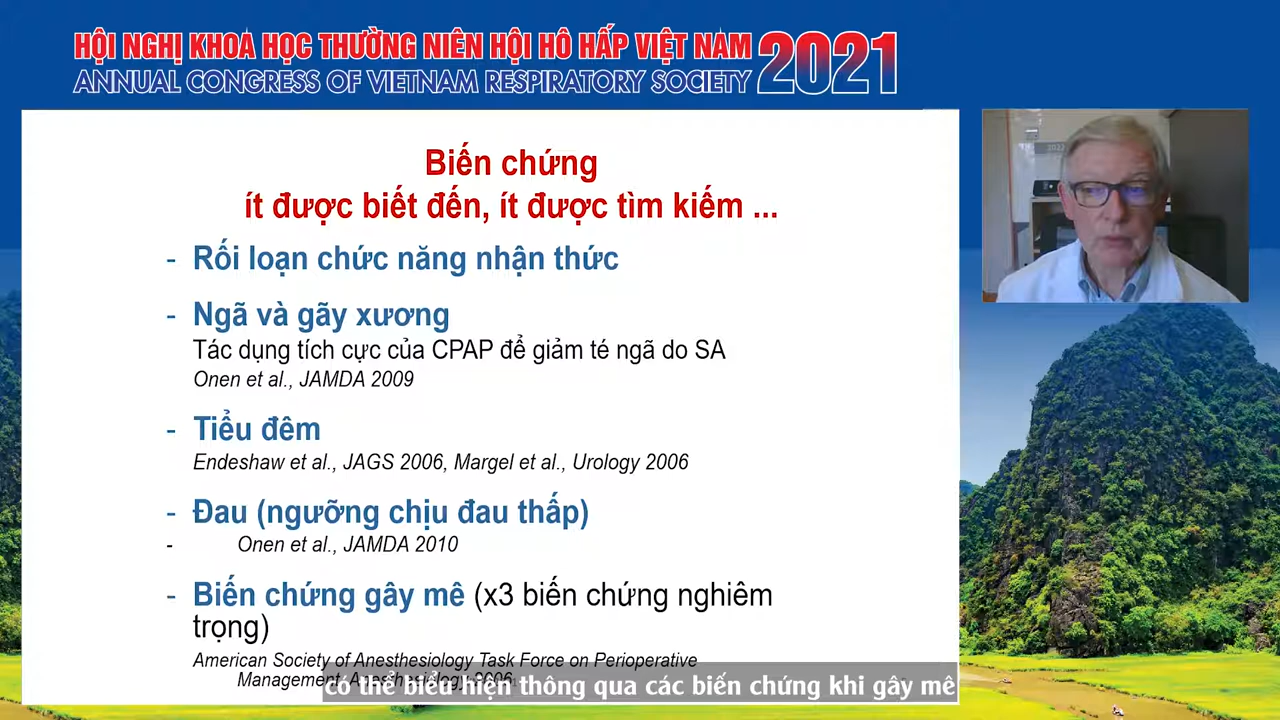 HỘI NGHỊ KHOA HỌC THƯỜNG NIÊN HỘI HÔ HẤP VIỆT NAM 2021
ANNUAL CONGRESS OF VIETNAM RESPIRATORY SOCIETY
2022
Biến chứng
ít được biết đến, ít được tìm kiếm ...
- Rối loạn chức năng nhận thức
- Ngã và gãy xương
Tác dụng tích cực của CPAP để giảm té ngã do SA
Onen et al., JAMDA 2009
- Tiểu đêm
Endeshaw et al., JAGS 2006, Margel et al., Urology 2006
- Đau (ngưỡng chịu đau thấp)
- Onen et al., JAMDA 2010
- Biến chứng gây mê (x3 biến chứng nghiêm
trọng)
American Society of Anesthesiology Task Force on Perioperative
Management, Anesthesiology 2006.
có thể biểu hiện thông qua các biến chứng khi gây mê